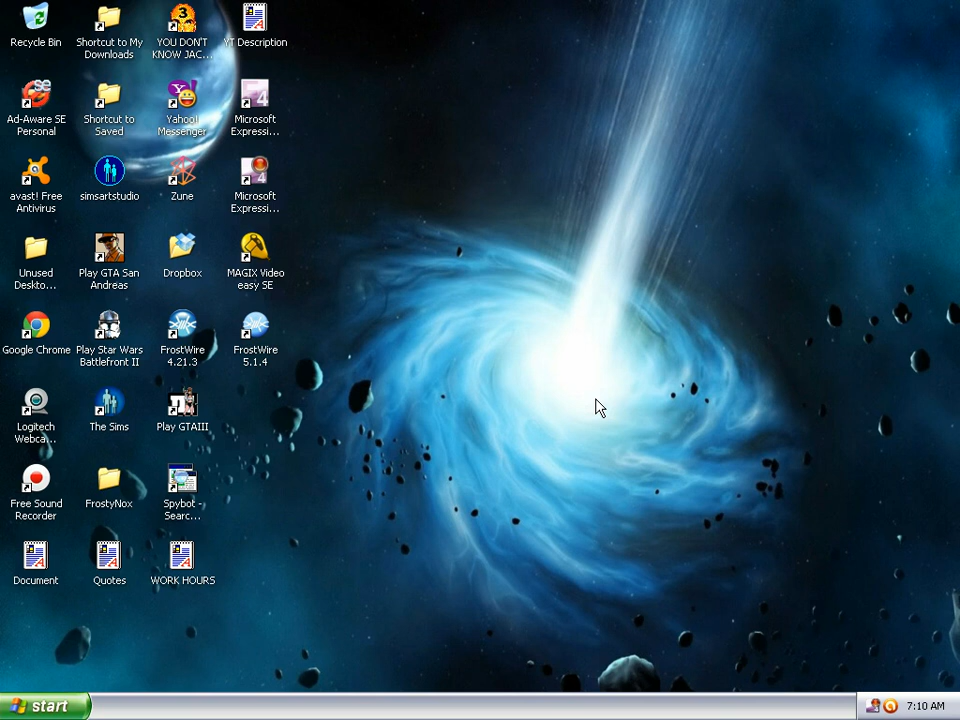 Recycle Bin
Shortcut to My
Downloads
YOU DON'T
KNOW JAC...
YT Description
Ad-Aware SE
Personal
Shortcut to
Saved
Yahoo!
Messenger
Microsoft
Expressi...
avast! Free
Antivirus
simsartstudio
Zune
Microsoft
Expressi...
Unused
Deskto...
Play GTA San
Andreas
Dropbox
MAGIX Video
easy SE
Google Chrome
Play Star Wars
Battlefront II
FrostWire
4.21.3
FrostWire
5.1.4
Logitech
Webca...
The Sims
Play GTAIII
Free Sound
Recorder
FrostyNox
Spybot -
Searc...
Document
Quotes
WORK HOURS
start
7:10 AM